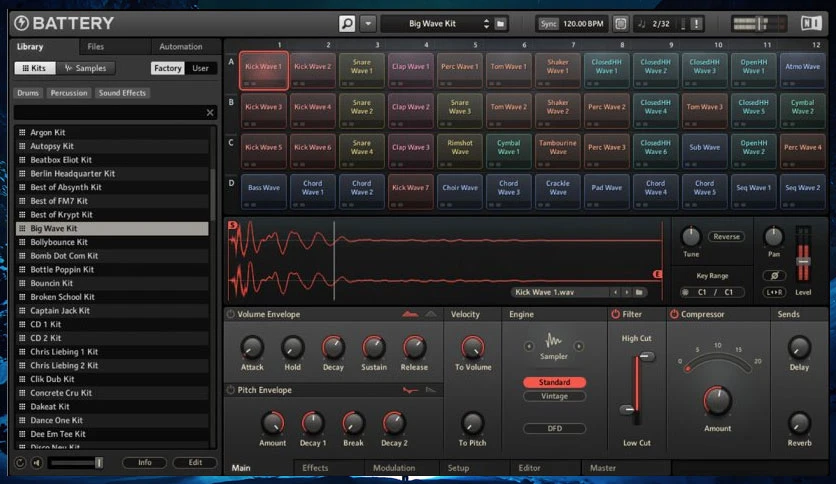 BATTERY
Big Wave Kit
Sync 120.00 BPM
2/32
Library Files Automation
Kits Samples Factory User
Drums Percussion Sound Effects
Argon Kit
Autopsy Kit
Beatbox Eliot Kit
Berlin Headquarter Kit
Best of Absynth Kit
Best of FM7 Kit
Best of Krypt Kit
Big Wave Kit
Bollybounce Kit
Bomb Dot Com Kit
Bottle Poppin Kit
Bouncin Kit
Broken School Kit
Captain Jack Kit
CD 1 Kit
CD 2 Kit
Chris Liebing 1 Kit
Chris Liebing 2 Kit
Clik Dub Kit
Concrete Cru Kit
Dakeat Kit
Dance One Kit
Dee Em Tee Kit
Disco Neu Kit
Info Edit
1 2 3 4 5 6 7 8 9 10 11 12
A Kick Wave 1 Kick Wave 2 Snare Wave 1 Clap Wave 1 Perc Wave 1 Tom Wave 1 Shaker Wave 1 ClosedHH Wave 1 ClosedHH Wave 2 ClosedHH Wave 3 OpenHH Wave 1 Atmo Wave
B Kick Wave 3 Kick Wave 4 Snare Wave 2 Clap Wave 2 Snare Wave 3 Tom Wave 2 Shaker Wave 2 Perc Wave 2 ClosedHH Wave 4 Tom Wave 3 ClosedHH Wave 5 Cymbal Wave 2
C Kick Wave 5 Kick Wave 6 Snare Wave 4 Clap Wave 3 Rimshot Wave Cymbal Wave 1 Tambourine Wave Perc Wave 3 ClosedHH Wave 6 Sub Wave OpenHH Wave 2 Perc Wave 4
D Bass Wave Chord Wave 1 Chord Wave 2 Kick Wave 7 Choir Wave Chord Wave 3 Crackle Wave Pad Wave Chord Wave 4 Chord Wave 5 Seq Wave 1 Seq Wave 2
S
E
Kick Wave 1.wav
Tune Reverse Pan
Key Range
C1 / C1
L R Level
Volume Envelope Velocity Engine Filter Compressor Sends
Attack Hold Decay Sustain Release To Volume
Sampler
Standard
Vintage
DFD
High Cut
Low Cut
0 5 10 15 20
Amount
Delay
Reverb
Pitch Envelope
Amount Decay 1 Break Decay 2 To Pitch
Main Effects Modulation Setup Editor Master